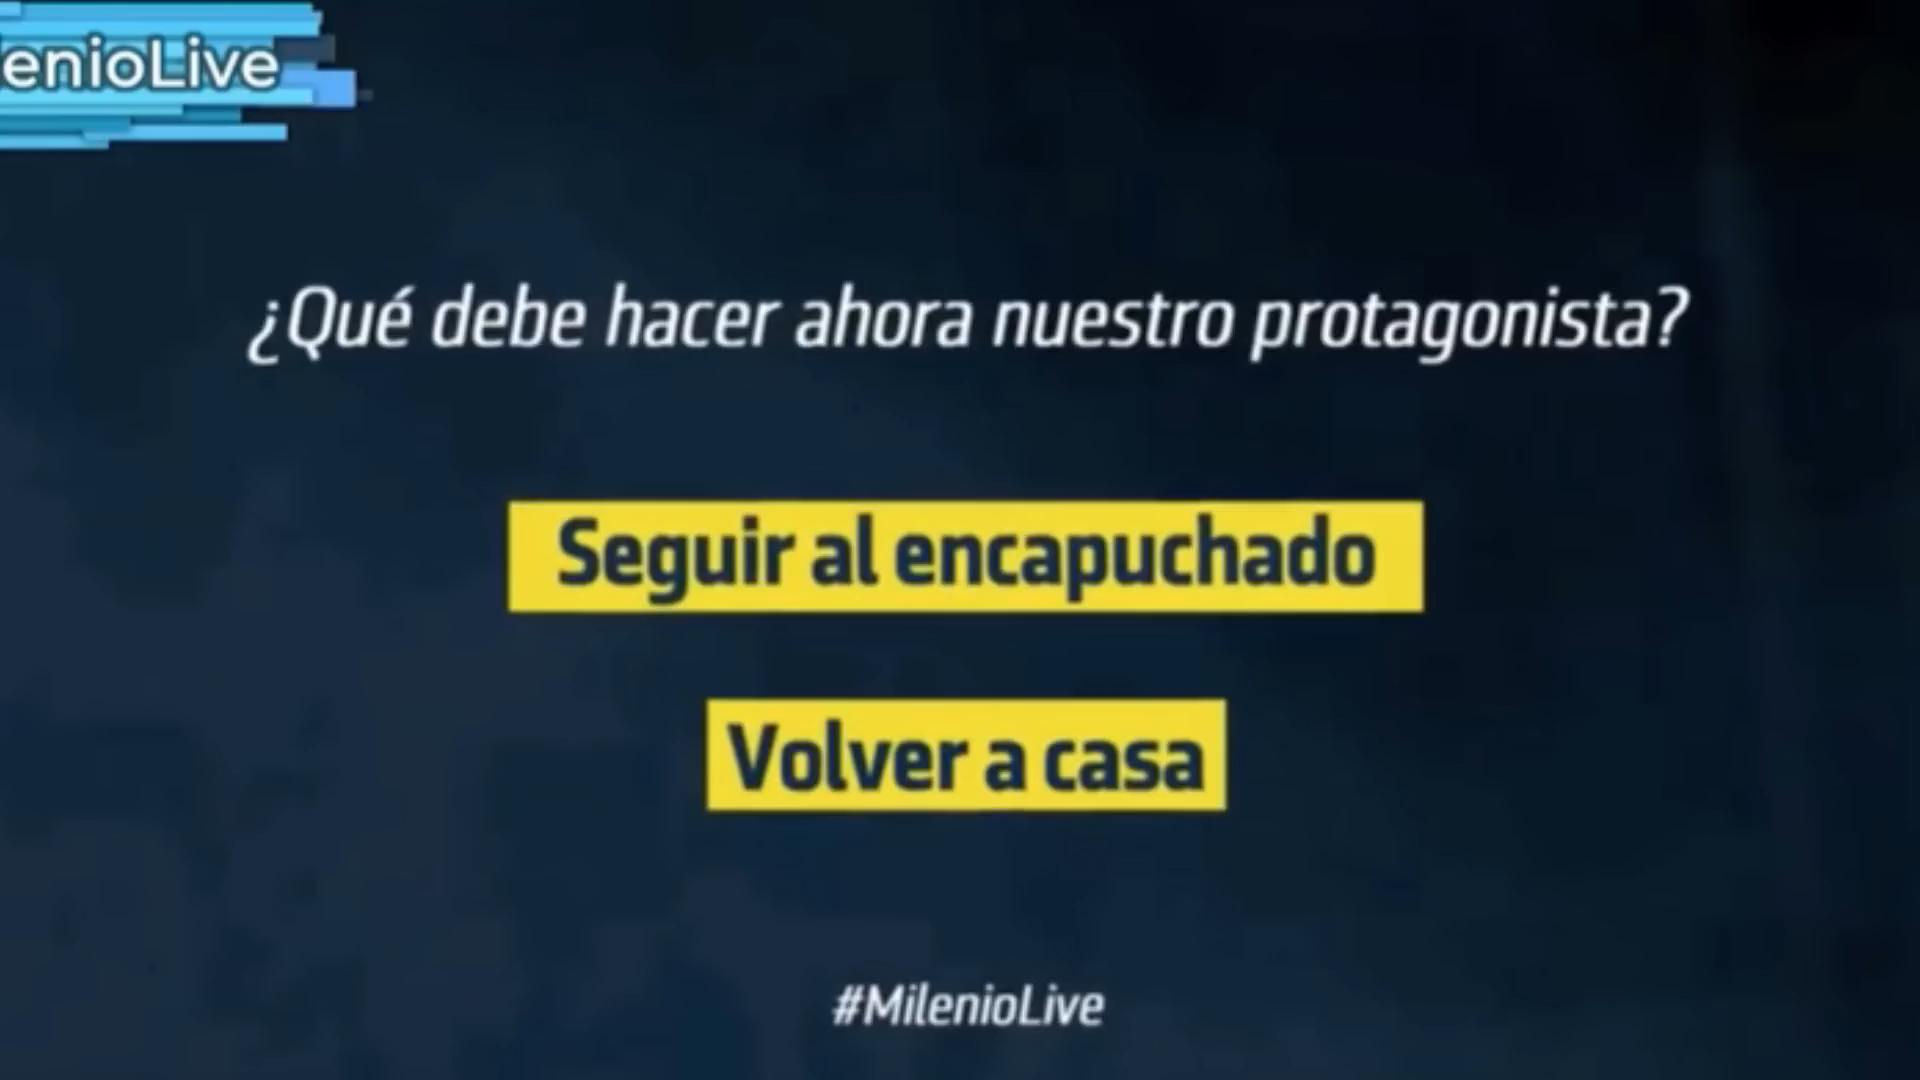 enioLive
¿Qué debe hacer ahora nuestro protagonista?
Seguir al encapuchado
Volver a casa
#MilenioLive